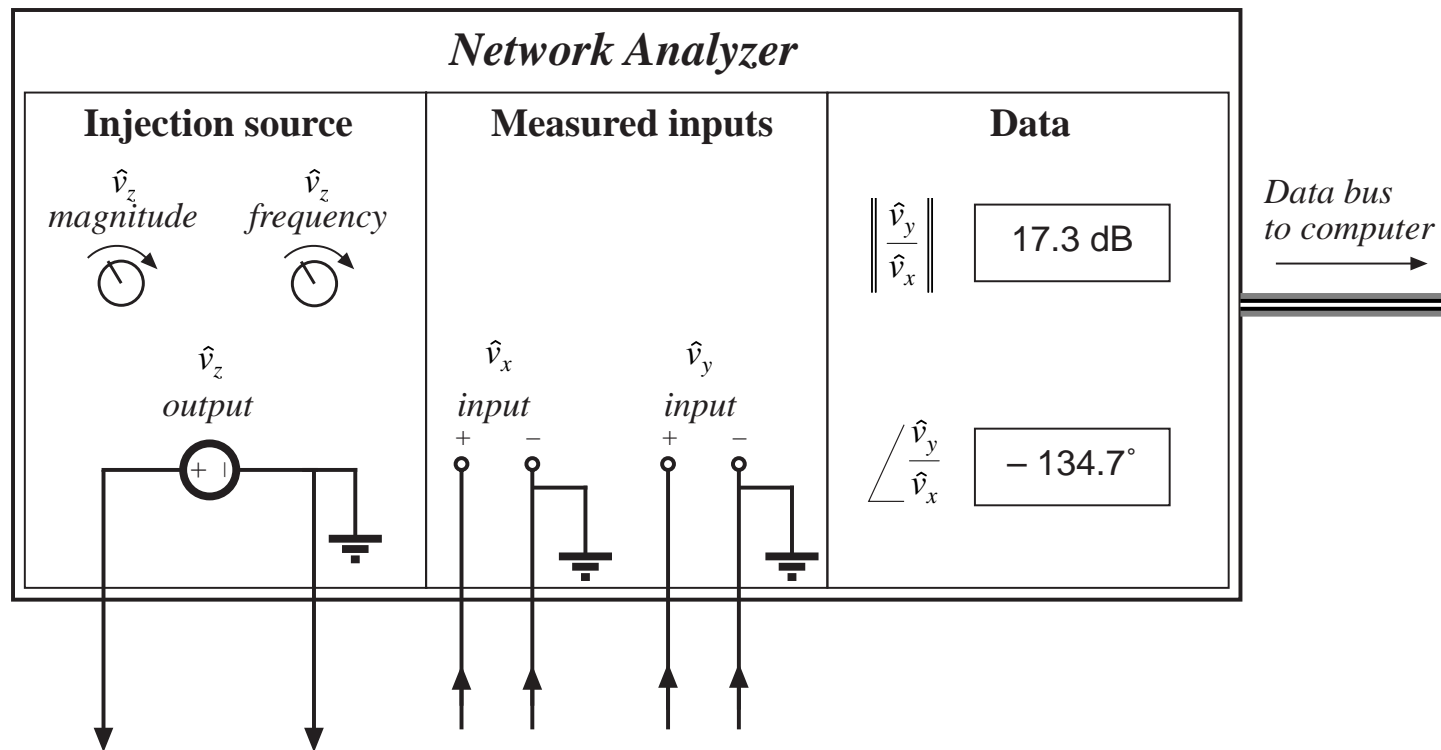 Network Analyzer
Injection source
v̂z
magnitude
v̂z
frequency
v̂z
output
+ −
Measured inputs
v̂x
input
+ −
v̂y
input
+ −
Data
‖ v̂y / v̂x ‖
17.3 dB
∠ v̂y / v̂x
– 134.7˚
Data bus
to computer